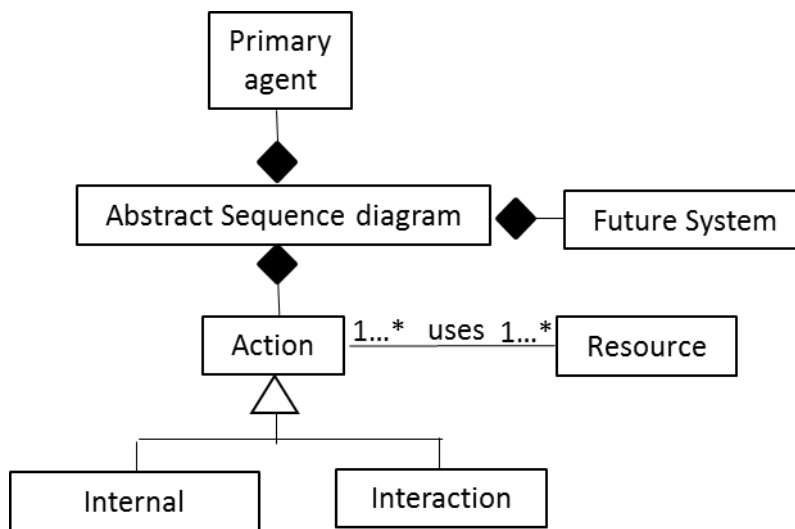 Primary
agent
Abstract Sequence diagram
Future System
Action
1...* uses 1...*
Resource
Internal
Interaction